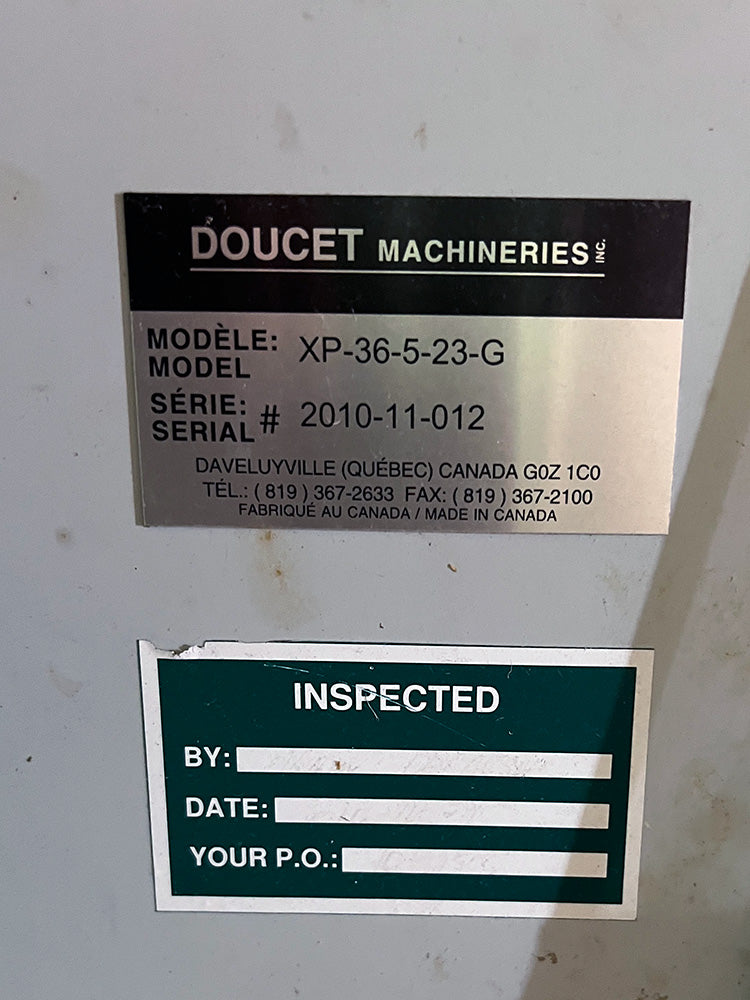 DOUCET MACHINERIES INC.
MODÈLE: XP-36-5-23-G
MODEL
SÉRIE: # 2010-11-012
SERIAL
DAVELUYVILLE (QUÉBEC) CANADA G0Z 1C0
TÉL.: ( 819 ) 367-2633 FAX: ( 819 ) 367-2100
FABRIQUÉ AU CANADA / MADE IN CANADA
INSPECTED
BY:
DATE:
YOUR P.O.: